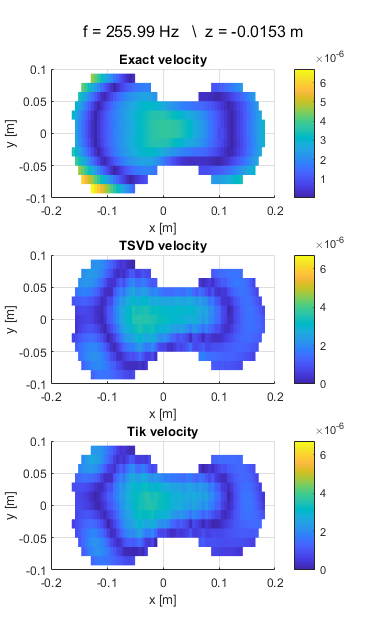 f = 255.99 Hz \ z = -0.0153 m
Exact velocity
×10-6
0.1
0.05
0
-0.05
-0.1
y [m]
-0.2 -0.1 0 0.1 0.2
x [m]
6
5
4
3
2
1
TSVD velocity
×10-6
0.1
0.05
0
-0.05
-0.1
y [m]
-0.2 -0.1 0 0.1 0.2
x [m]
6
4
2
0
Tik velocity
×10-6
0.1
0.05
0
-0.05
-0.1
y [m]
-0.2 -0.1 0 0.1 0.2
x [m]
6
4
2
0